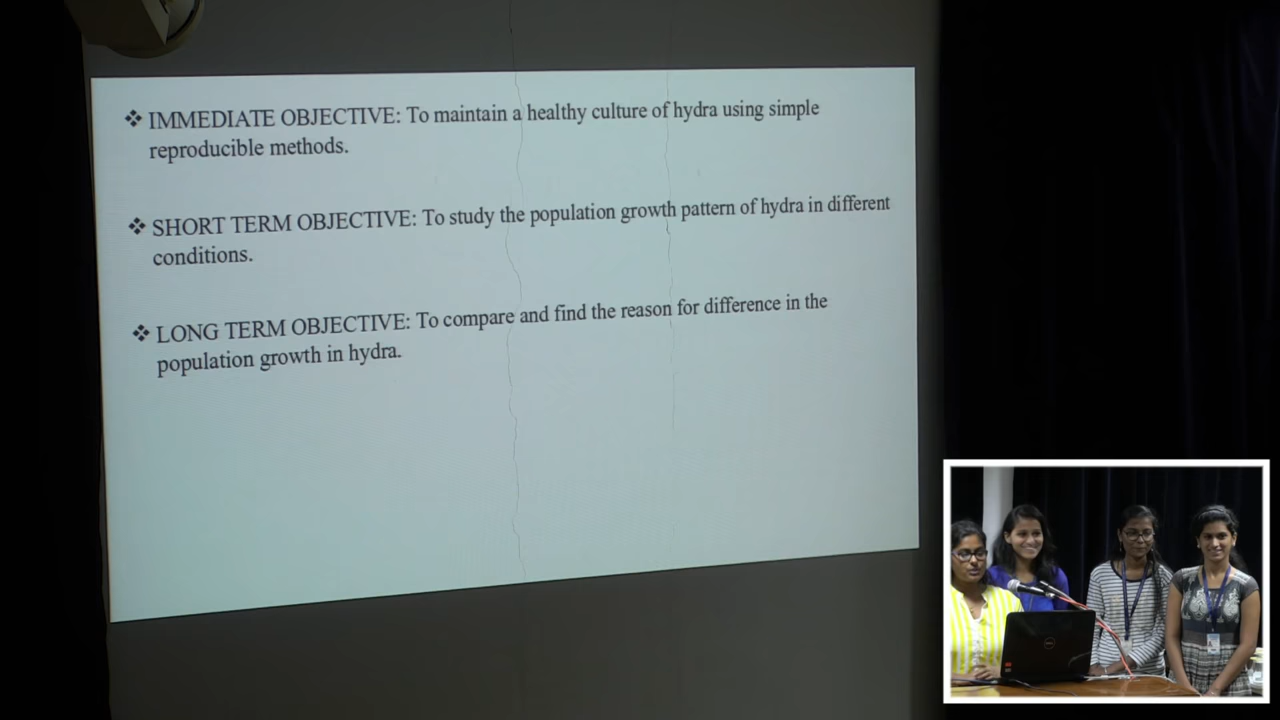 ❖ IMMEDIATE OBJECTIVE: To maintain a healthy culture of hydra using simple
reproducible methods.
❖ SHORT TERM OBJECTIVE: To study the population growth pattern of hydra in different
conditions.
❖ LONG TERM OBJECTIVE: To compare and find the reason for difference in the
population growth in hydra.